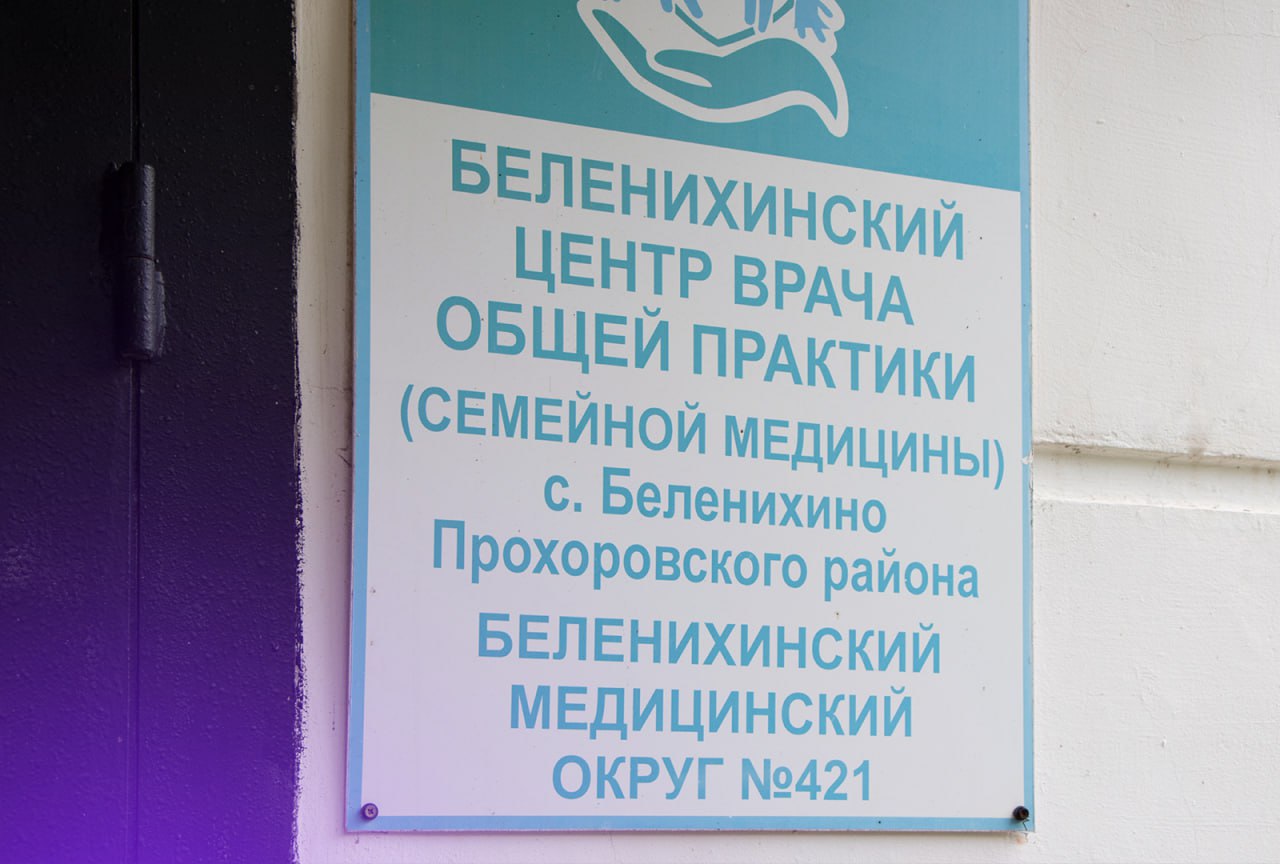 БЕЛЕНИХИНСКИЙ
ЦЕНТР ВРАЧА
ОБЩЕЙ ПРАКТИКИ
(СЕМЕЙНОЙ МЕДИЦИНЫ)
с. Беленихино
Прохоровского района
БЕЛЕНИХИНСКИЙ
МЕДИЦИНСКИЙ
ОКРУГ №421